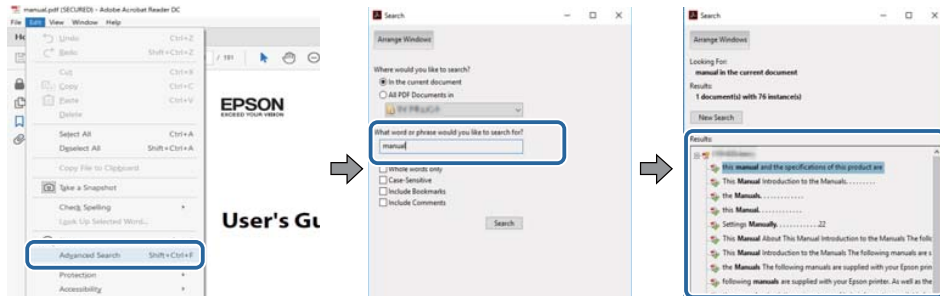 manual.pdf (SECURED) - Adobe Acrobat Reader DC
File Edit View Window Help
Undo Ctrl+Z
Redo Shift+Ctrl+Z
Cut Ctrl+X
Copy Ctrl+C
Paste Ctrl+V
Delete
Select All Ctrl+A
Deselect All Shift+Ctrl+A
Copy File to Clipboard
Take a Snapshot
Check Spelling
Look Up Selected Word...
Advanced Search Shift+Ctrl+F
Protection
Accessibility
/ 191
EPSON
EXCEED YOUR VISION
User's Gu
Search
Arrange Windows
Where would you like to search?
In the current document
All PDF Documents in
What word or phrase would you like to search for?
manual
Whole words only
Case-Sensitive
Include Bookmarks
Include Comments
Search
Search
Arrange Windows
Looking For:
manual in the current document
Results:
1 document(s) with 76 instance(s)
New Search
Results:
this manual and the specifications of this product are
This Manual Introduction to the Manuals. . . . . . . . .
the Manuals. . . . . . . . . . . . .
this Manual. . . . . . . . . . . . .
Settings Manually. . . . . . . . . . . . 22
This Manual About This Manual Introduction to the Manuals The follo
This Manual Introduction to the Manuals The following manuals are s
the Manuals The following manuals are supplied with your Epson prin
following manuals are supplied with your Epson printer. As well as the